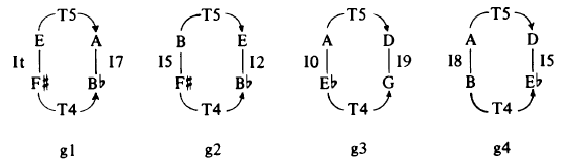 T5 T5 T5 T5
E A B E A D A D
It I7 I5 I2 I0 I9 I8 I5
F♯ B♭ F♯ B♭ E♭ G B E♭
T4 T4 T4 T4
g1 g2 g3 g4